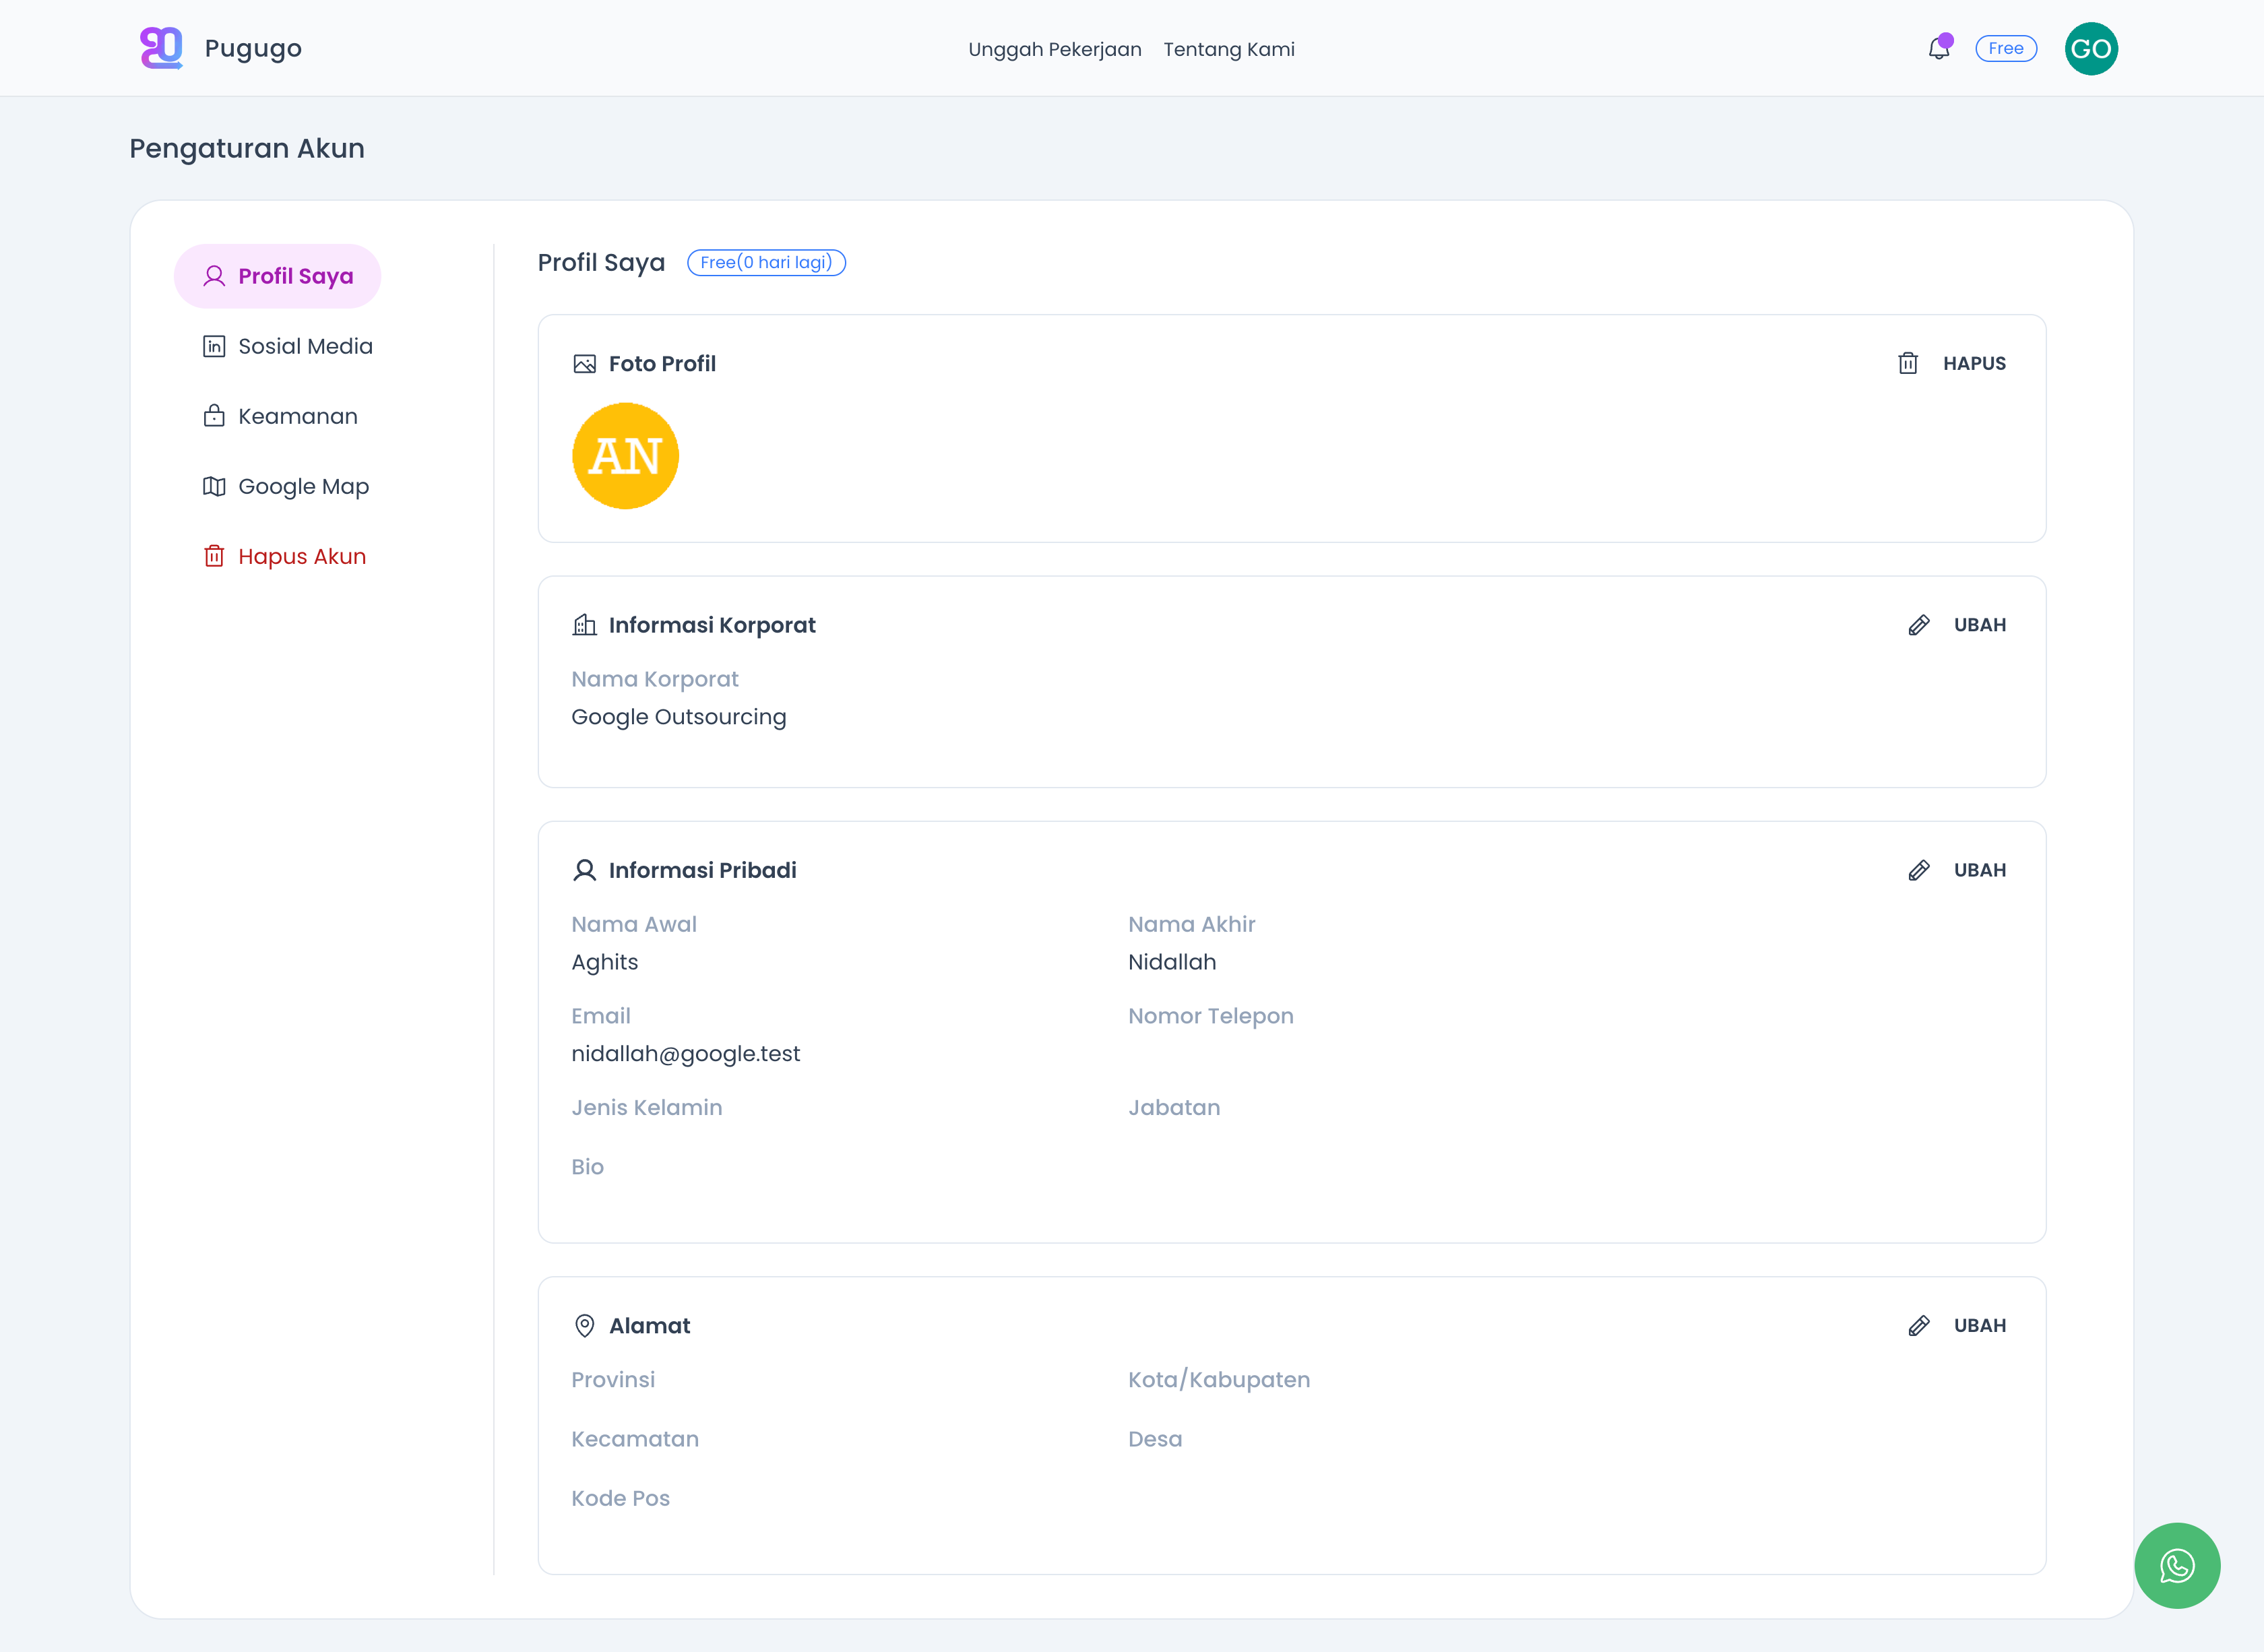 Pugugo
Unggah Pekerjaan Tentang Kami
Free
GO
Pengaturan Akun
Profil Saya
Sosial Media
Keamanan
Google Map
Hapus Akun
Profil Saya Free(0 hari lagi)
Foto Profil HAPUS
AN
Informasi Korporat UBAH
Nama Korporat
Google Outsourcing
Informasi Pribadi UBAH
Nama Awal Nama Akhir
Aghits Nidallah
Email Nomor Telepon
nidallah@google.test
Jenis Kelamin Jabatan
Bio
Alamat UBAH
Provinsi Kota/Kabupaten
Kecamatan Desa
Kode Pos